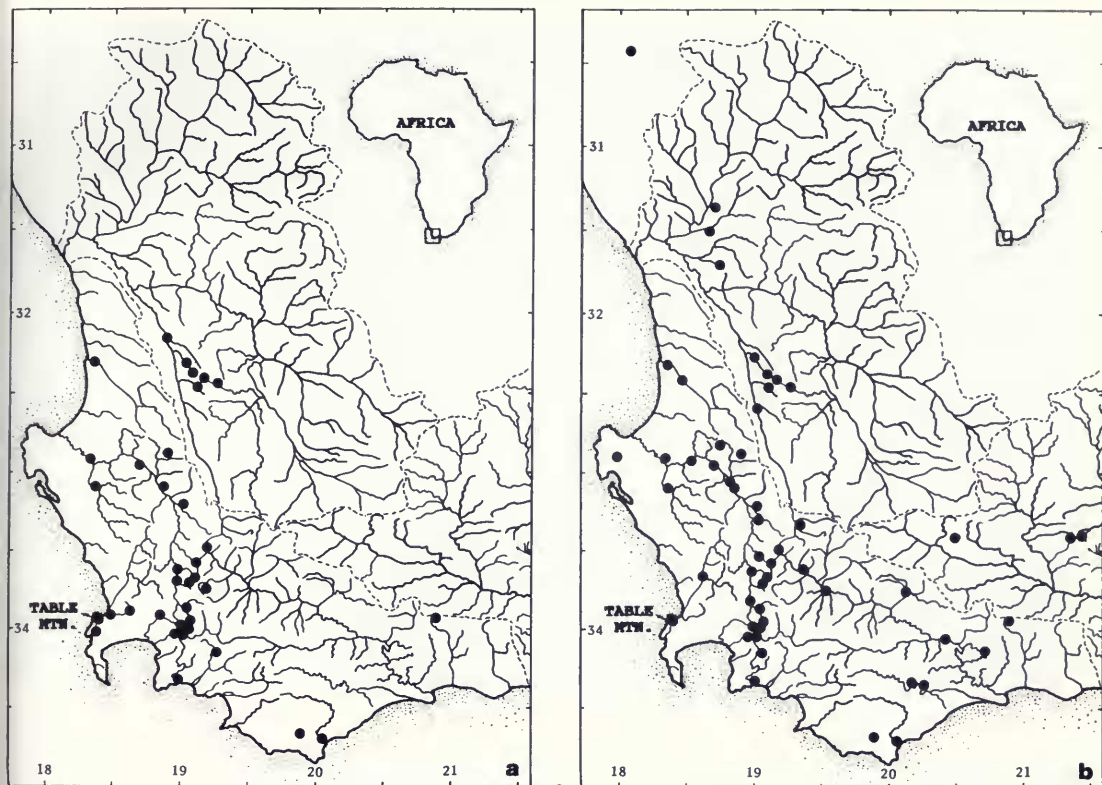 AFRICA
31
32
TABLE
MTN.
34
18
19
20
21
a
AFRICA
31
32
TABLE
MTN.
34
18
19
20
21
b